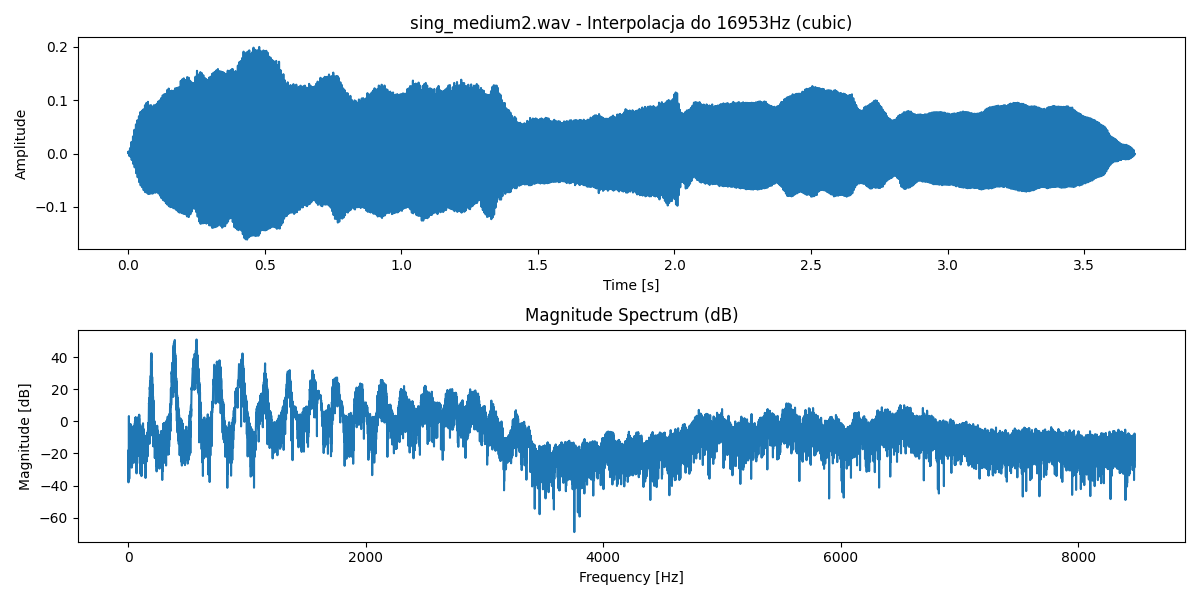 sing_medium2.wav - Interpolacja do 16953Hz (cubic)
0.2
0.1
0.0
−0.1
Amplitude
0.0 0.5 1.0 1.5 2.0 2.5 3.0 3.5
Time [s]
Magnitude Spectrum (dB)
40
20
0
−20
−40
−60
Magnitude [dB]
0 2000 4000 6000 8000
Frequency [Hz]